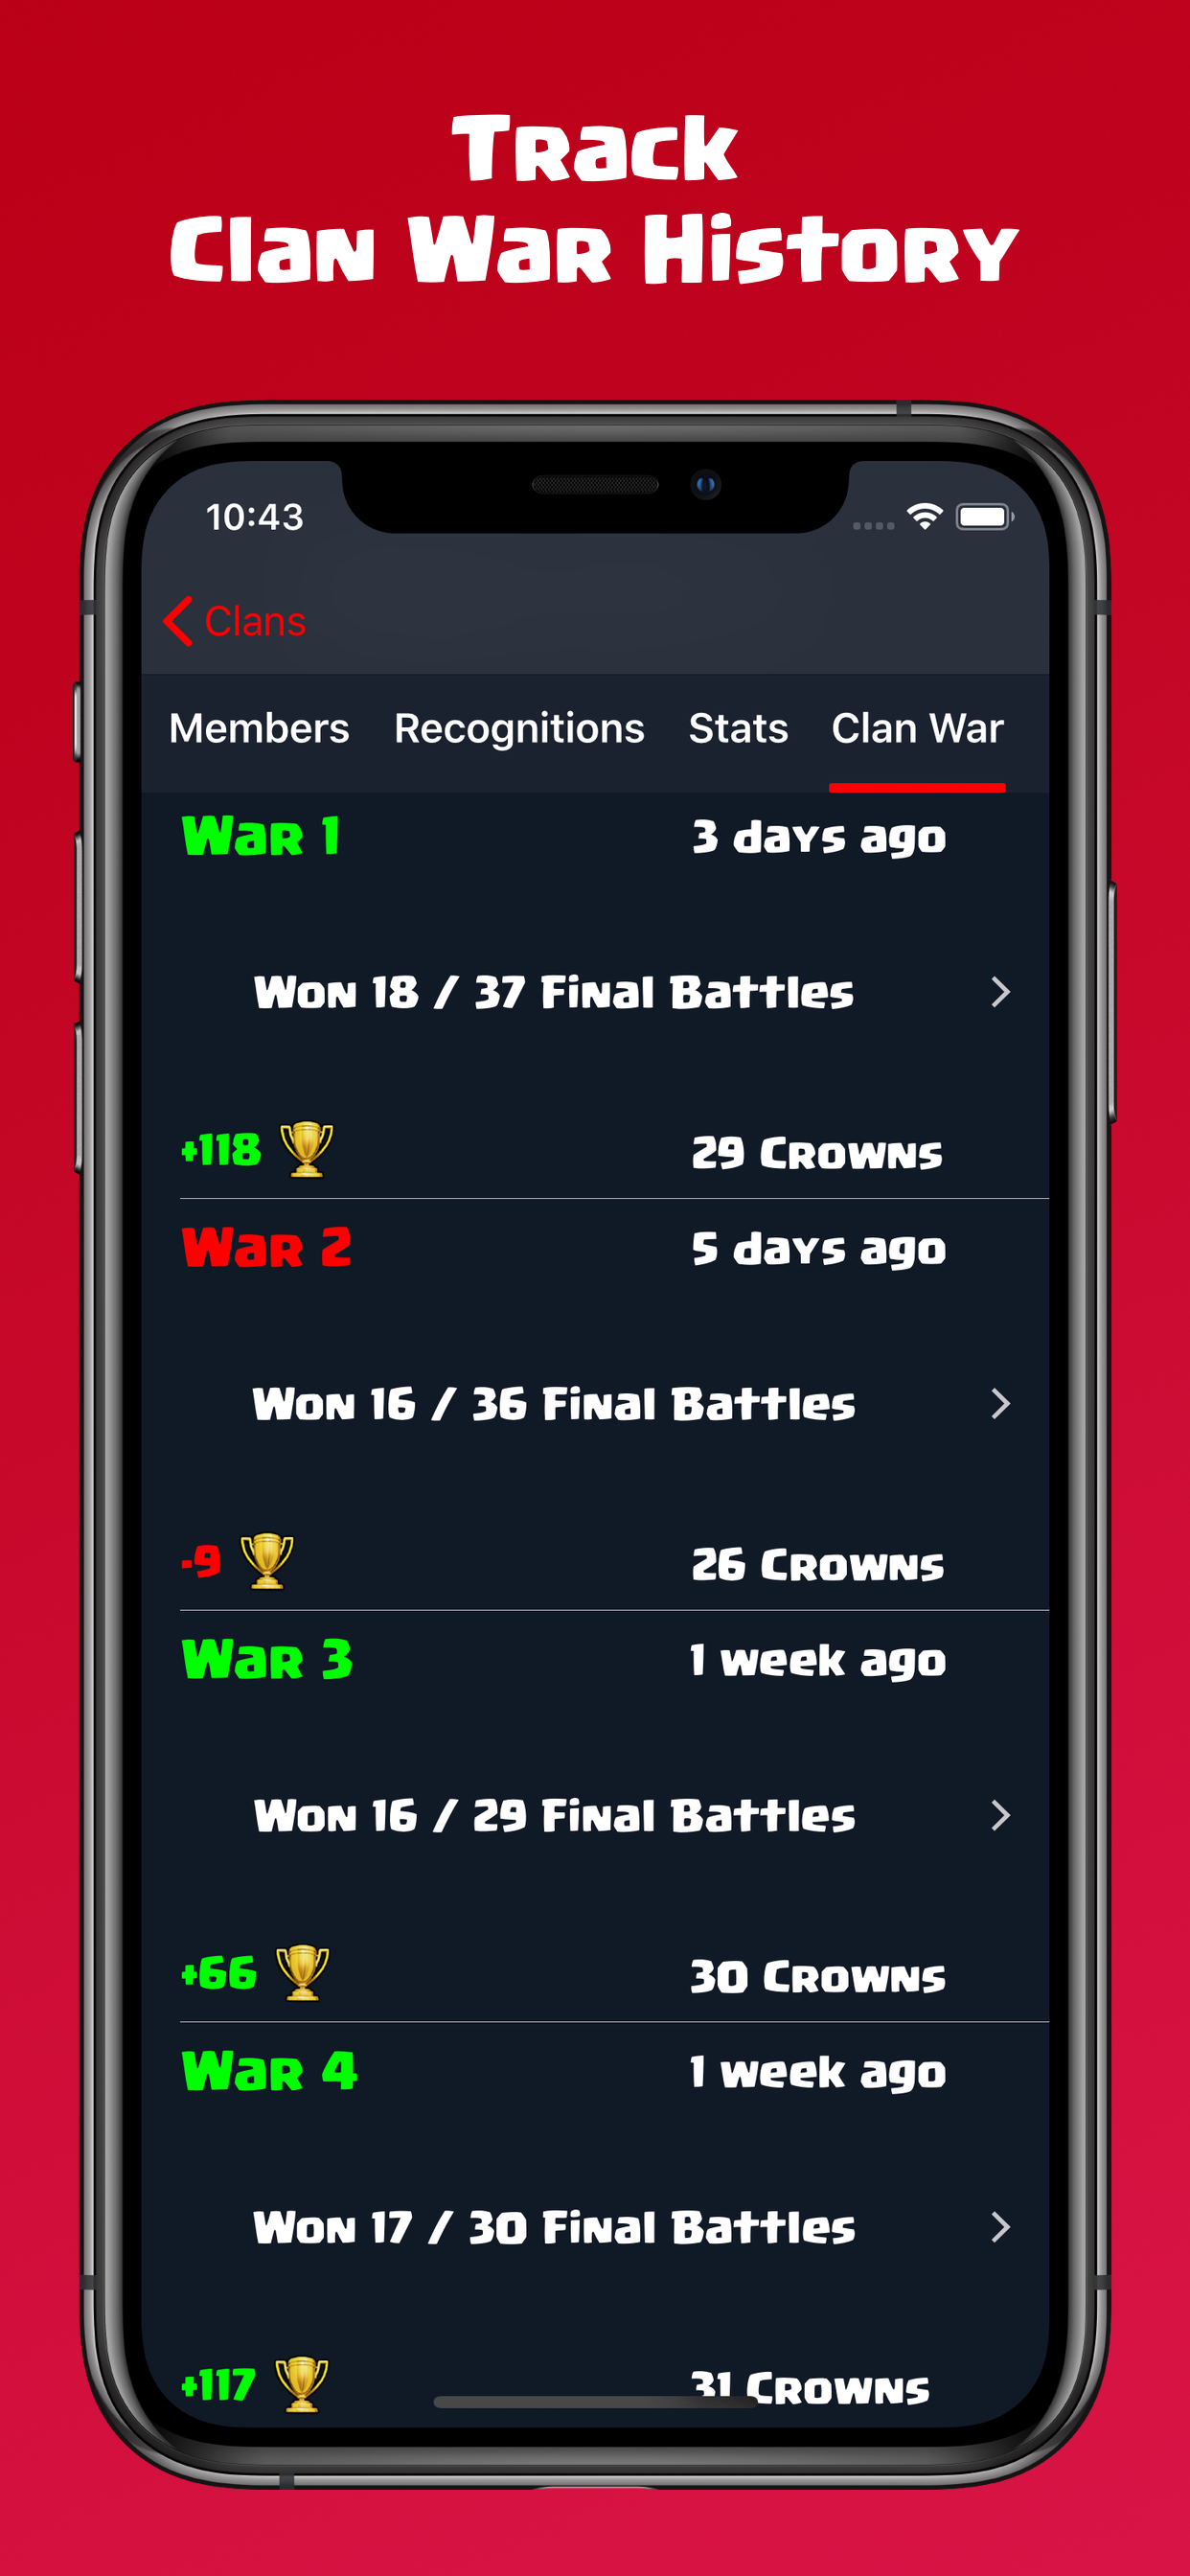 Track
Clan War History
10:43
Clans
Members Recognitions Stats Clan War
War 1 3 days ago
Won 18 / 37 Final Battles
+118 29 Crowns
War 2 5 days ago
Won 16 / 36 Final Battles
-9 26 Crowns
War 3 1 week ago
Won 16 / 29 Final Battles
+66 30 Crowns
War 4 1 week ago
Won 17 / 30 Final Battles
+117 31 Crowns